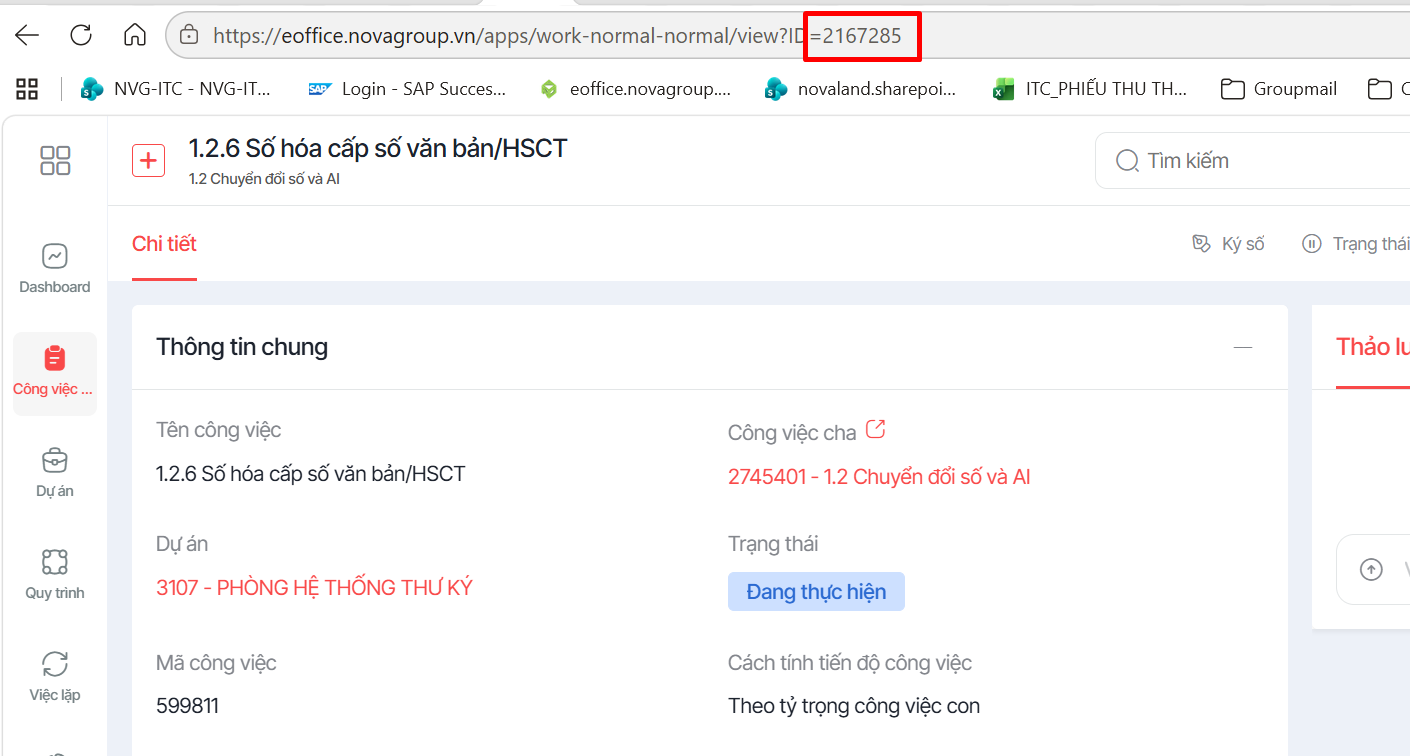 https://eoffice.novagroup.vn/apps/work-normal-normal/view?ID=2167285
NVG-ITC - NVG-IT...
SAP
Login - SAP Succes...
eoffice.novagroup....
novaland.sharepoi...
ITC_PHIẾU THU TH...
Groupmail
1.2.6 Số hóa cấp số văn bản/HSCT
1.2 Chuyển đổi số và AI
Tìm kiếm
Chi tiết
Ký số
Trạng thái
Dashboard
Công việc ...
Dự án
Quy trình
Việc lặp
Thông tin chung
Tên công việc
1.2.6 Số hóa cấp số văn bản/HSCT
Công việc cha
2745401 - 1.2 Chuyển đổi số và AI
Dự án
3107 - PHÒNG HỆ THỐNG THƯ KÝ
Trạng thái
Đang thực hiện
Mã công việc
599811
Cách tính tiến độ công việc
Theo tỷ trọng công việc con
Thảo lu